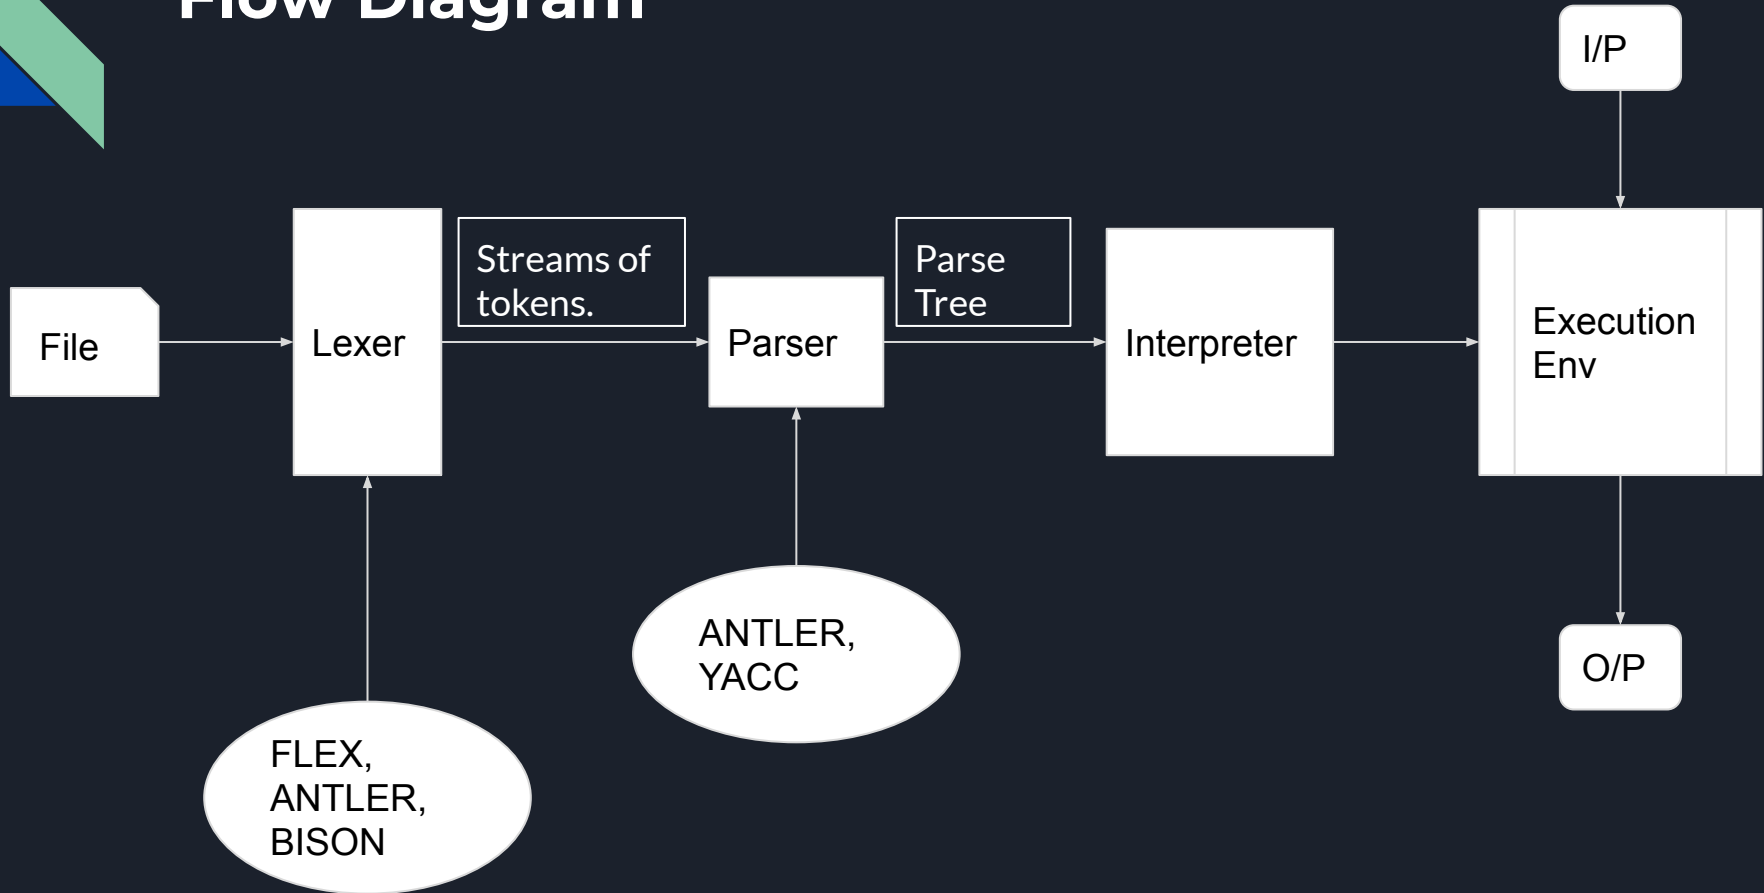 Flow Diagram
I/P
Streams of
tokens.
Parse
Tree
File
Lexer
Parser
Interpreter
Execution
Env
ANTLER,
YACC
O/P
FLEX,
ANTLER,
BISON